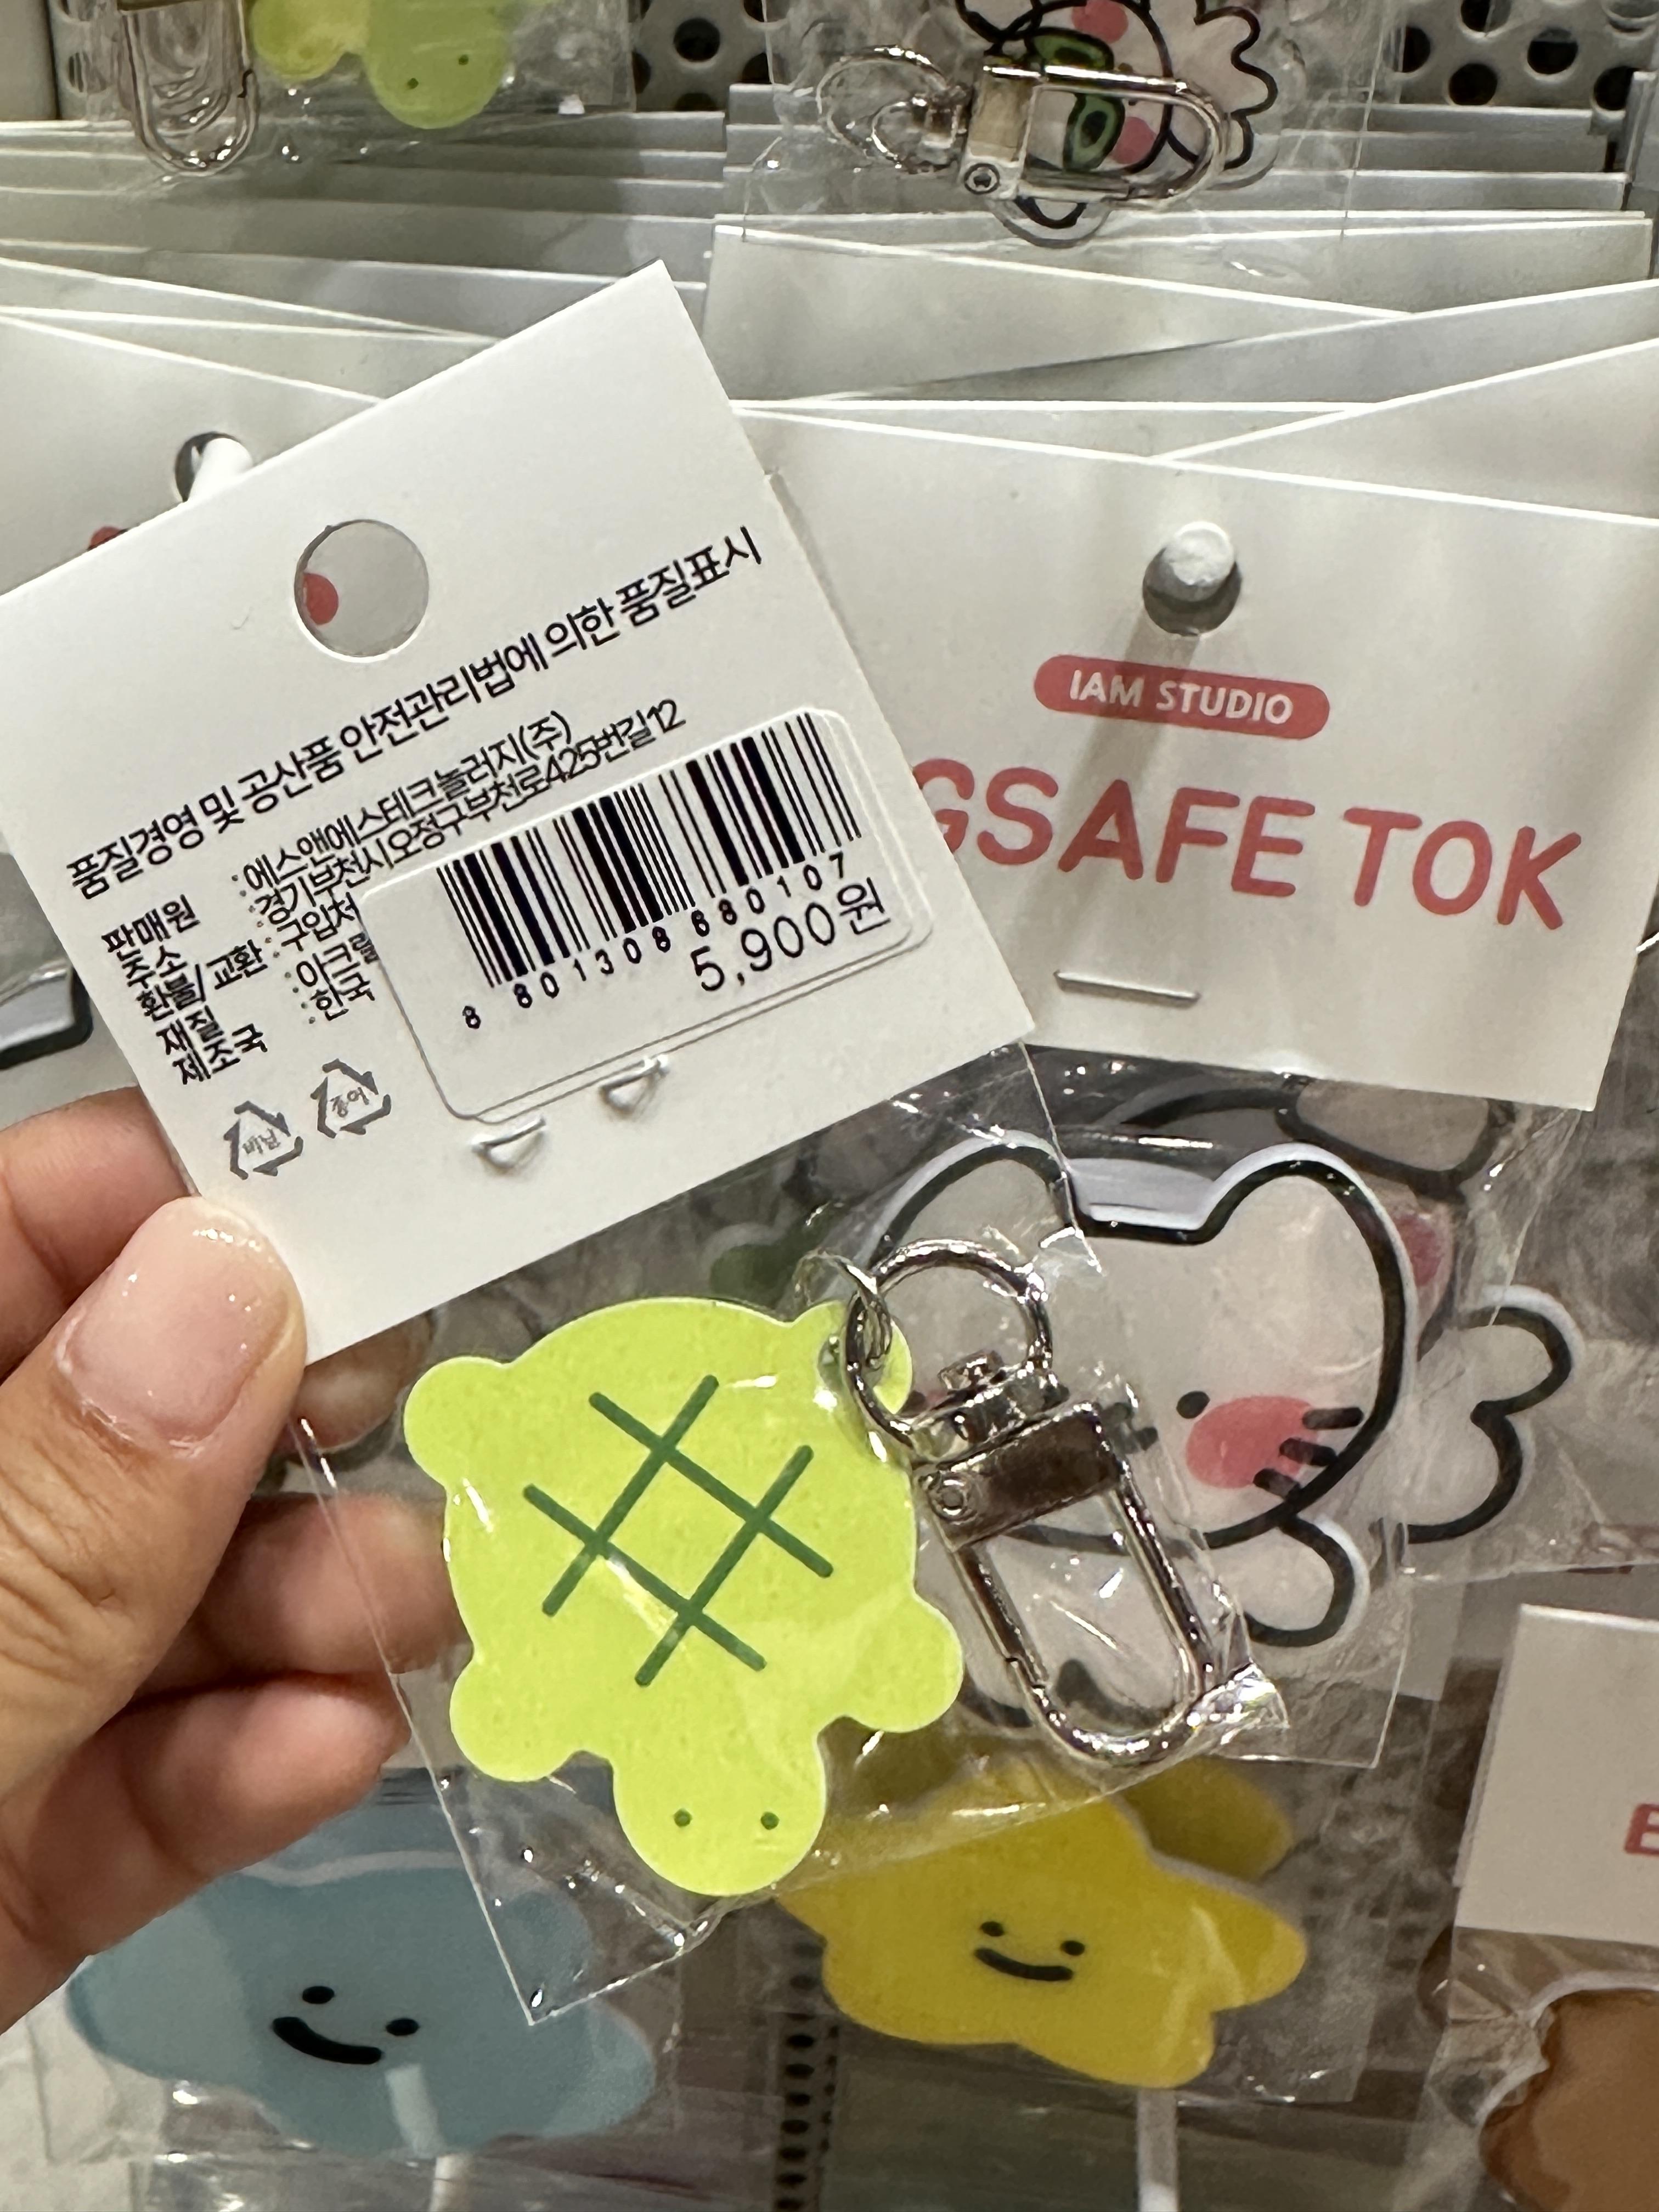 품질경영 및 공산품 안전관리법에 의한 품질표시
판매원 : 에스앤에스테크놀러지(주)
주소 : 경기부천시오정구부천로425번길12
환불/교환 : 구입처
재질 : 아크릴
제조국 : 한국
비닐 종이
8 801308 880107
5,900원
IAM STUDIO
GSAFE TOK